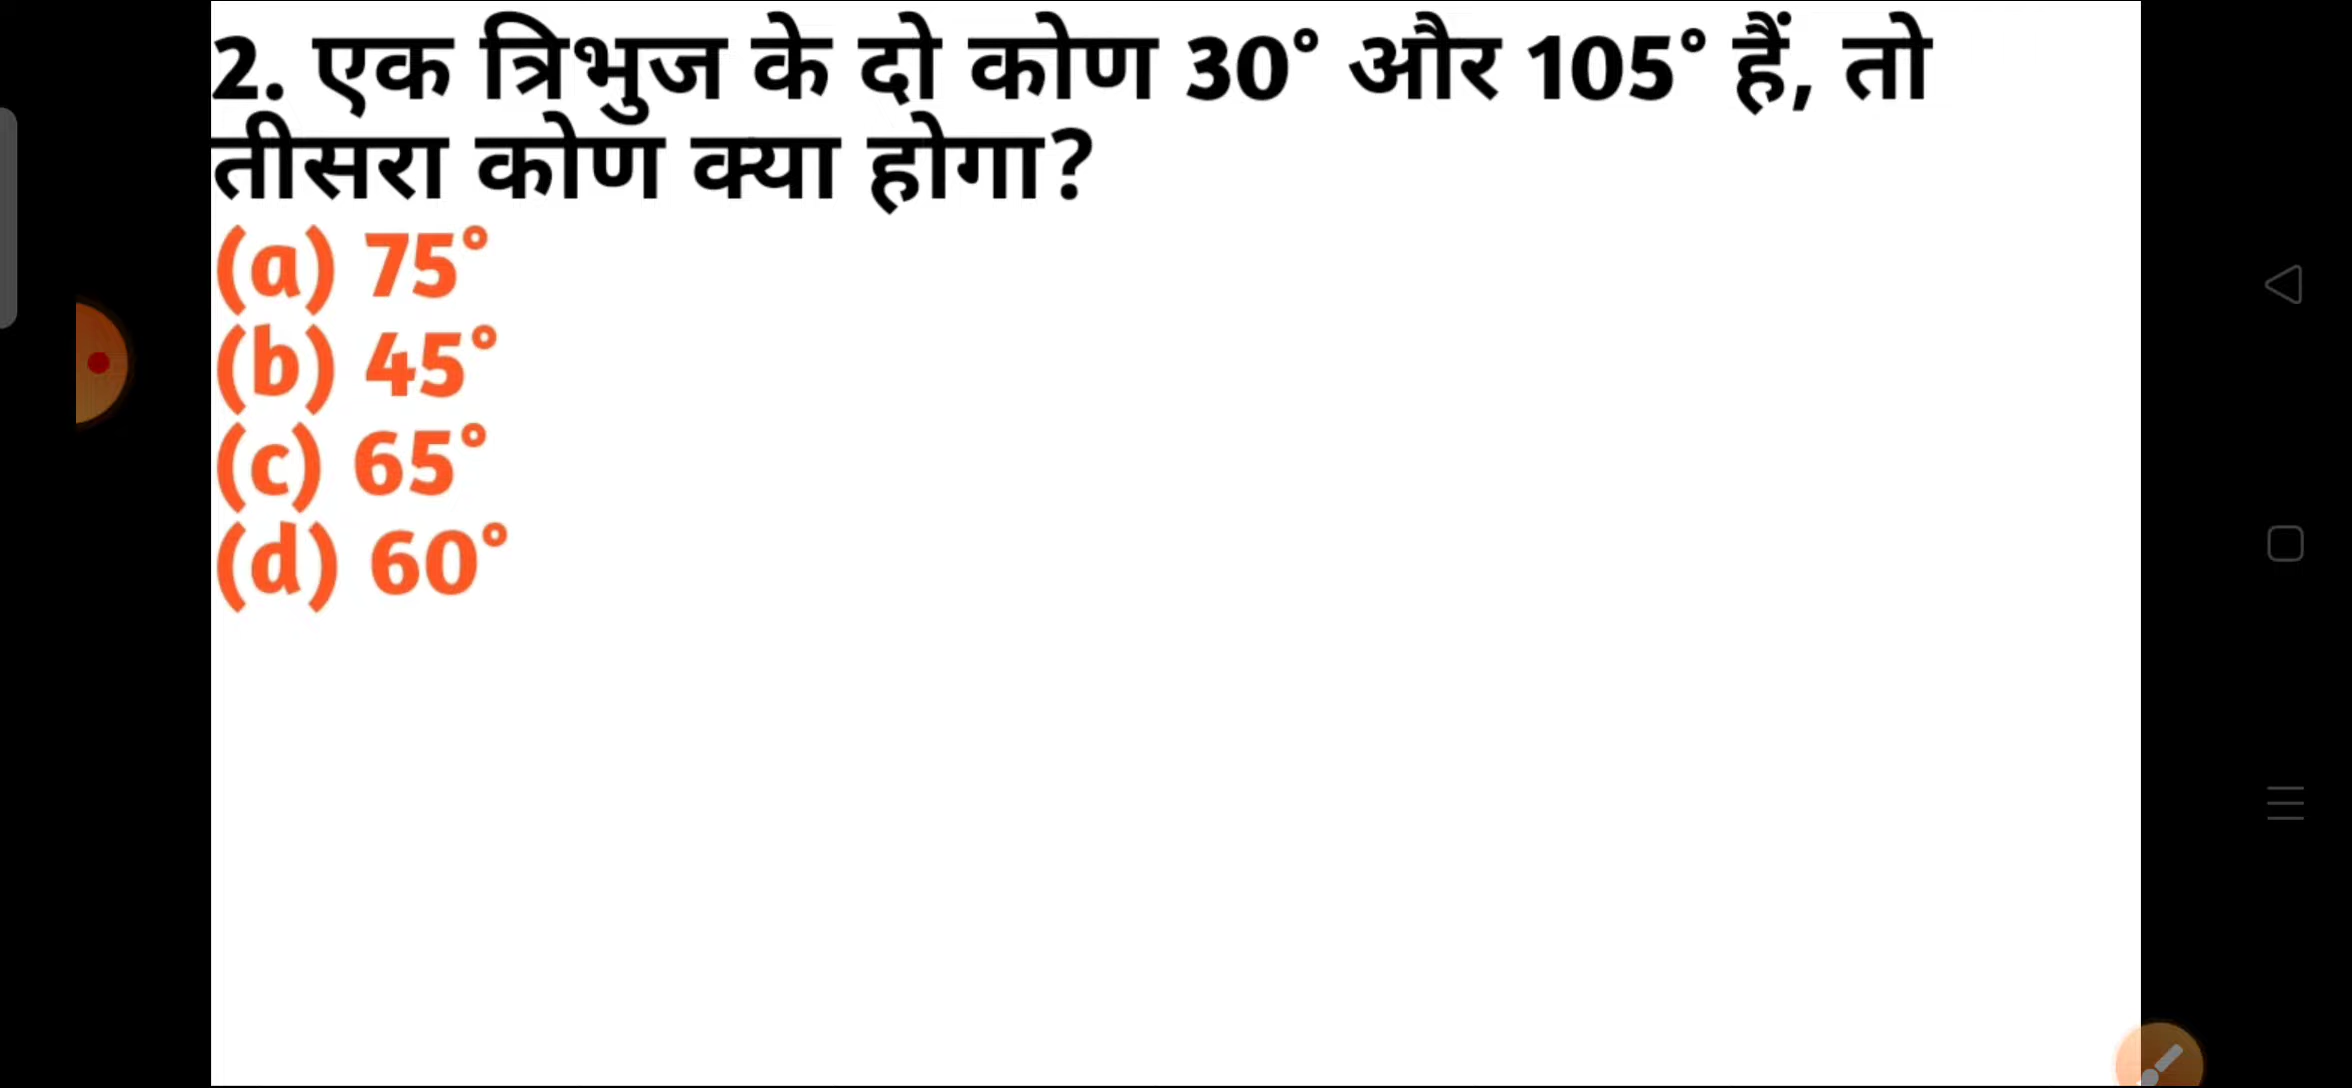 2. एक त्रिभुज के दो कोण 30° और 105° हैं, तो
तीसरा कोण क्या होगा?
(a) 75°
(b) 45°
(c) 65°
(d) 60°